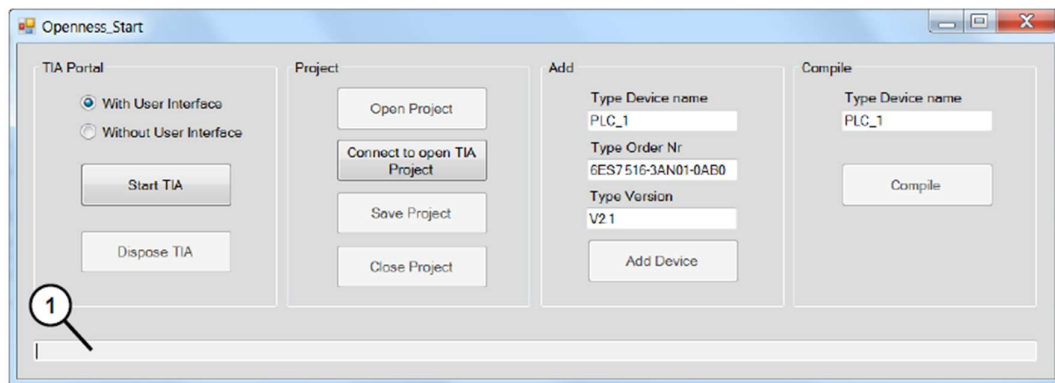 Openness_Start
TIA Portal
With User Interface
Without User Interface
Start TIA
Dispose TIA
Project
Open Project
Connect to open TIA
Project
Save Project
Close Project
Add
Type Device name
PLC_1
Type Order Nr
6ES7516-3AN01-0AB0
Type Version
V2.1
Add Device
Compile
Type Device name
PLC_1
Compile
1